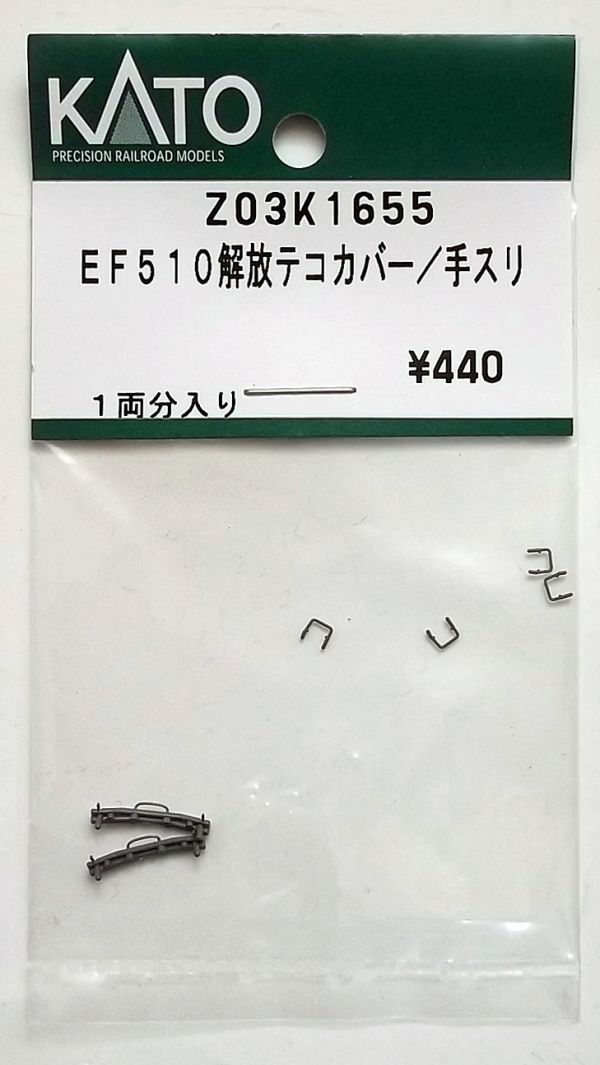 KATO
PRECISION RAILROAD MODELS
Z03K1655
EF510解放テコカバー／手スリ
¥440
1両分入り